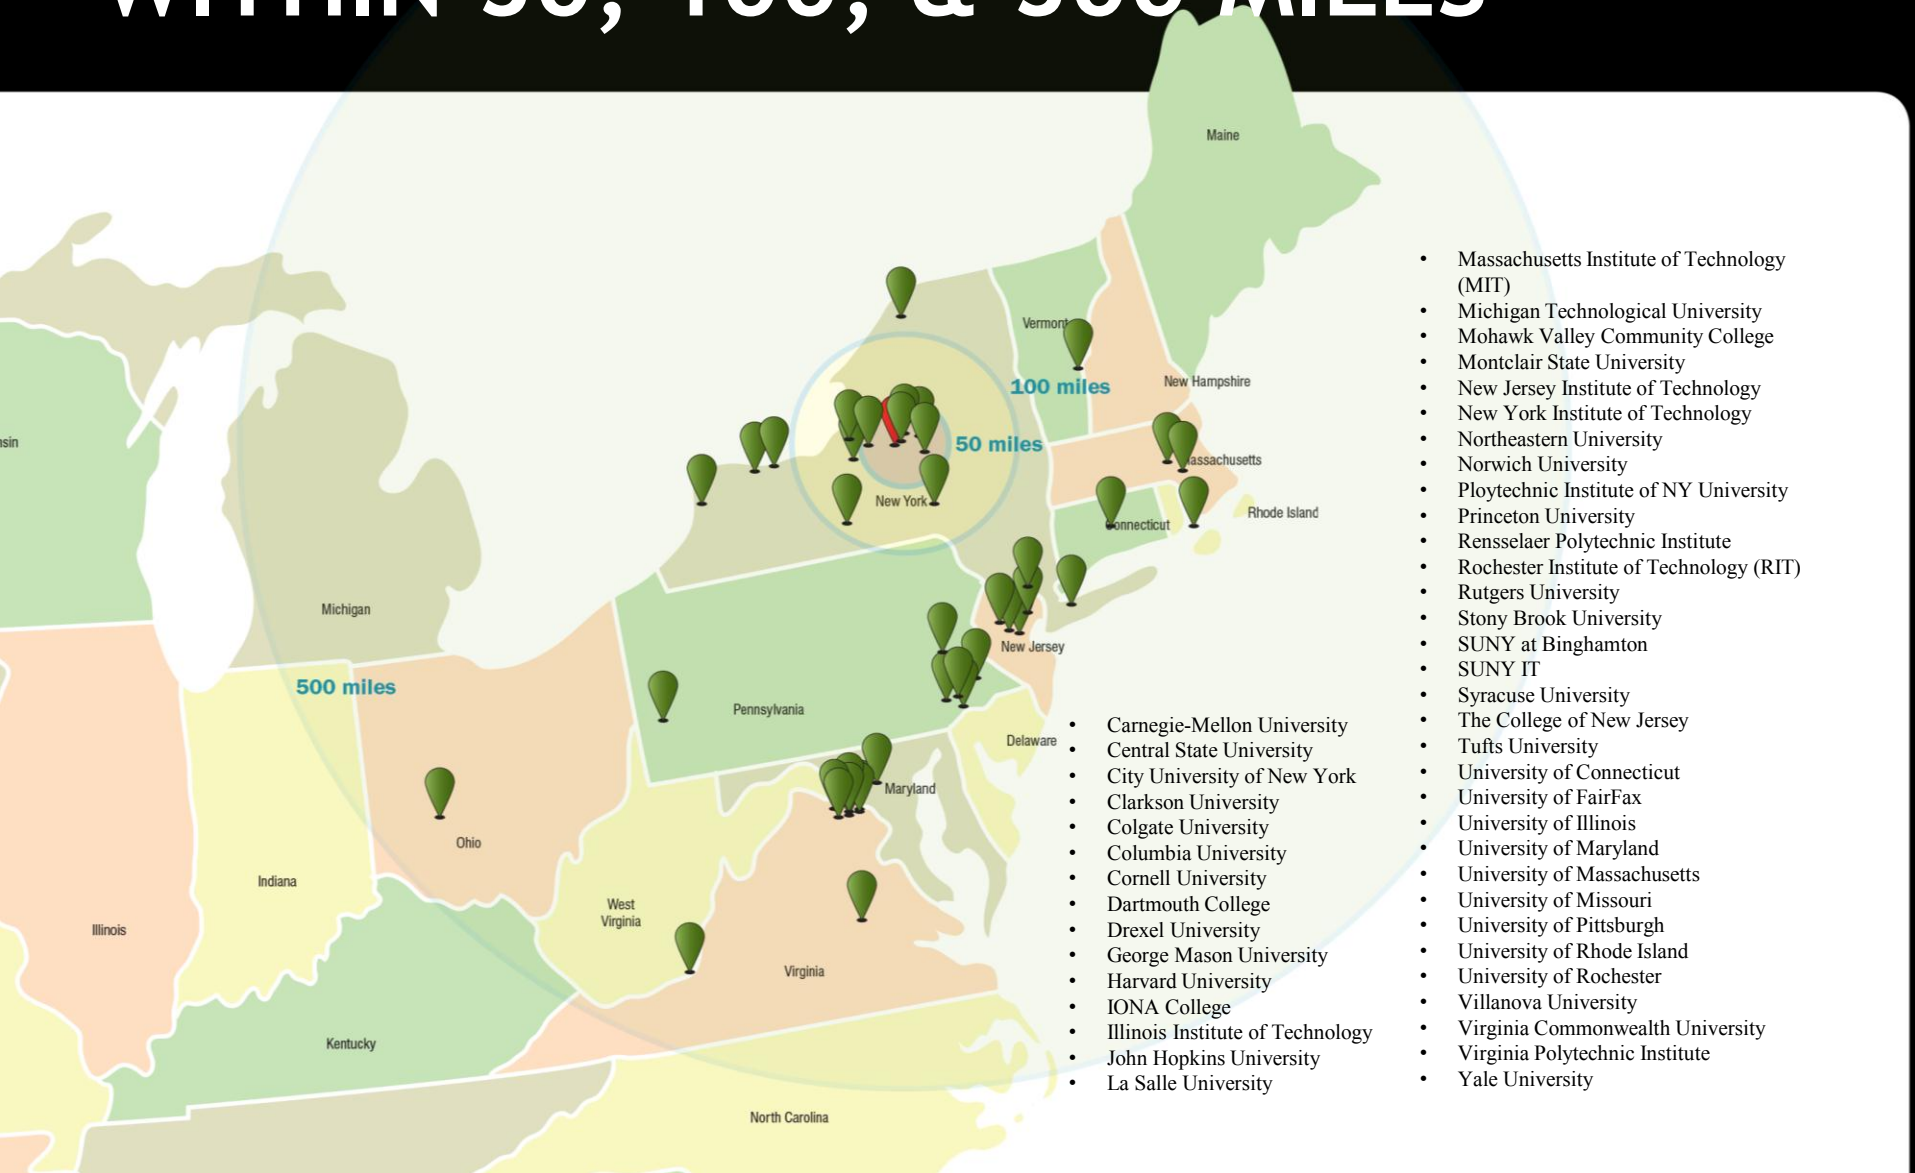 WITHIN 50, 100, & 500 MILES
Maine
Vermont
100 miles
New Hampshire
50 miles
Massachusetts
New York
Connecticut
Rhode Island
Michigan
New Jersey
500 miles
Pennsylvania
Delaware
Maryland
Ohio
Indiana
West
Virginia
Illinois
Virginia
Kentucky
North Carolina
• Carnegie-Mellon University
• Central State University
• City University of New York
• Clarkson University
• Colgate University
• Columbia University
• Cornell University
• Dartmouth College
• Drexel University
• George Mason University
• Harvard University
• IONA College
• Illinois Institute of Technology
• John Hopkins University
• La Salle University
• Massachusetts Institute of Technology
(MIT)
• Michigan Technological University
• Mohawk Valley Community College
• Montclair State University
• New Jersey Institute of Technology
• New York Institute of Technology
• Northeastern University
• Norwich University
• Ploytechnic Institute of NY University
• Princeton University
• Rensselaer Polytechnic Institute
• Rochester Institute of Technology (RIT)
• Rutgers University
• Stony Brook University
• SUNY at Binghamton
• SUNY IT
• Syracuse University
• The College of New Jersey
• Tufts University
• University of Connecticut
• University of FairFax
• University of Illinois
• University of Maryland
• University of Massachusetts
• University of Missouri
• University of Pittsburgh
• University of Rhode Island
• University of Rochester
• Villanova University
• Virginia Commonwealth University
• Virginia Polytechnic Institute
• Yale University